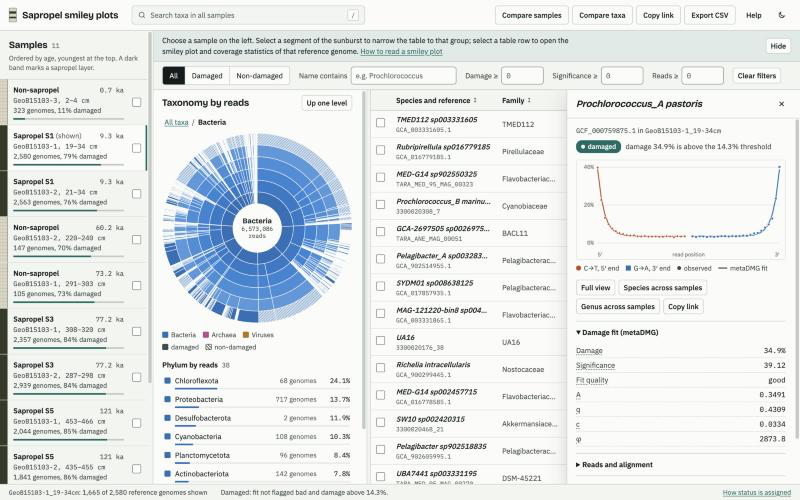 Sapropel smiley plots
Search taxa in all samples
/
Compare samples
Compare taxa
Copy link
Export CSV
Help
Samples 11
Ordered by age, youngest at the top. A dark
band marks a sapropel layer.
Non-sapropel 0.7 ka
GeoB15103-3, 2–4 cm
323 genomes, 11% damaged
Sapropel S1 (shown) 9.3 ka
GeoB15103-1, 19–34 cm
2,580 genomes, 79% damaged
Sapropel S1 9.3 ka
GeoB15103-2, 21–34 cm
2,563 genomes, 76% damaged
Non-sapropel 60.2 ka
GeoB15103-2, 220–240 cm
147 genomes, 70% damaged
Non-sapropel 73.2 ka
GeoB15103-1, 291–303 cm
105 genomes, 73% damaged
Sapropel S3 77.2 ka
GeoB15103-1, 308–320 cm
2,357 genomes, 84% damaged
Sapropel S3 77.2 ka
GeoB15103-2, 287–299 cm
2,939 genomes, 84% damaged
Sapropel S5 121 ka
GeoB15103-1, 453–466 cm
2,044 genomes, 85% damaged
Sapropel S5 121 ka
GeoB15103-2, 435–455 cm
1,841 genomes, 86% damaged
Choose a sample on the left. Select a segment of the sunburst to narrow the table to that group; select a table row to open the
smiley plot and coverage statistics of that reference genome. How to read a smiley plot
Hide
All
Damaged
Non-damaged
Name contains
e.g. Prochlorococcus
Damage ≥ 0
Significance ≥ 0
Reads ≥ 0
Clear filters
Taxonomy by reads
Up one level
All taxa / Bacteria
Bacteria
6,573,086
reads
Bacteria Archaea Viruses
damaged non-damaged
Phylum by reads 38
Chloroflexota 68 genomes 24.1%
Proteobacteria 717 genomes 13.7%
Desulfobacterota 2 genomes 11.9%
Cyanobacteria 108 genomes 10.3%
Planctomycetota 96 genomes 8.4%
Actinobacteriota 142 genomes 7.8%
Species and reference
Family
TMED112 sp003331605
GCA_003331605.1
TMED112
Rubripirellula sp016779185
GCA_016779185.1
Pirellulaceae
MED-G14 sp902550325
TARA_MED_95_MAG_00323
Flavobacteriac…
Prochlorococcus_B marinu…
3300020308_7
Cyanobiaceae
GCA-2697505 sp0026975…
TARA_ANE_MAG_00051
BACL11
Pelagibacter_A sp003283…
GCA_902514955.1
Pelagibacterac…
SYDM01 sp008638125
GCA_017857935.1
Flavobacteriac…
MAG-121220-bin8 sp004…
GCA_003331865.1
Flavobacteriac…
UA16
3300020176_38
UA16
Richelia intracellularis
GCA_900299445.1
Nostocaceae
MED-G14 sp002457715
GCA_016778585.1
Flavobacteriac…
SW10 sp002420315
3300020468_21
Akkermansiace…
Pelagibacter sp902518835
GCA_902605995.1
Pelagibacterac…
UBA7441 sp003331195
DSM-45221
Prochlorococcus_A pastoris
×
GCF_000759875.1 in GeoB15103-1_19-34cm
damaged
damage 34.9% is above the 14.3% threshold
40%
20%
0%
40%
0%
5' read position 3'
C→T, 5' end G→A, 3' end observed metaDMG fit
Full view
Species across samples
Genus across samples
Copy link
Damage fit (metaDMG)
Damage 34.9%
Significance 39.12
Fit quality good
A 0.3491
q 0.4309
c 0.0334
φ 2873.8
Reads and alignment
GeoB15103-1_19-34cm: 1,665 of 2,580 reference genomes shown
Damaged: fit not flagged bad and damage above 14.3%.
How status is assigned